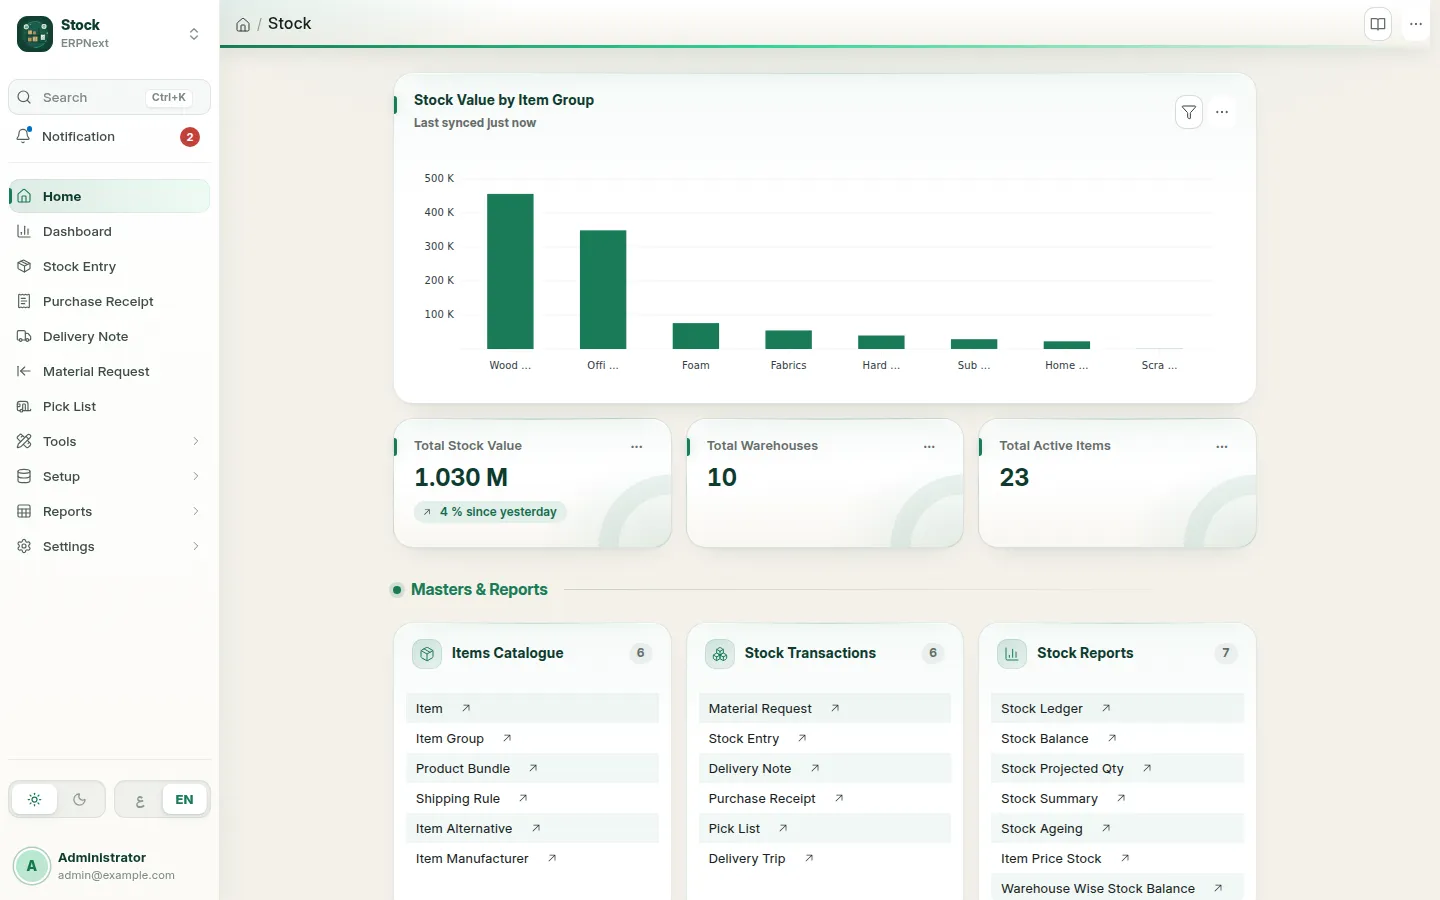 Stock
ERPNext
Search
Ctrl+K
Notification
2
Home
Dashboard
Stock Entry
Purchase Receipt
Delivery Note
Material Request
Pick List
Tools
Setup
Reports
Settings
ع
EN
A
Administrator
admin@example.com
/ Stock
Stock Value by Item Group
Last synced just now
500 K
400 K
300 K
200 K
100 K
Wood ...
Offi ...
Foam
Fabrics
Hard ...
Sub ...
Home ...
Scra ...
Total Stock Value
1.030 M
4 % since yesterday
Total Warehouses
10
Total Active Items
23
Masters & Reports
Items Catalogue
6
Item
Item Group
Product Bundle
Shipping Rule
Item Alternative
Item Manufacturer
Stock Transactions
6
Material Request
Stock Entry
Delivery Note
Purchase Receipt
Pick List
Delivery Trip
Stock Reports
7
Stock Ledger
Stock Balance
Stock Projected Qty
Stock Summary
Stock Ageing
Item Price Stock
Warehouse Wise Stock Balance